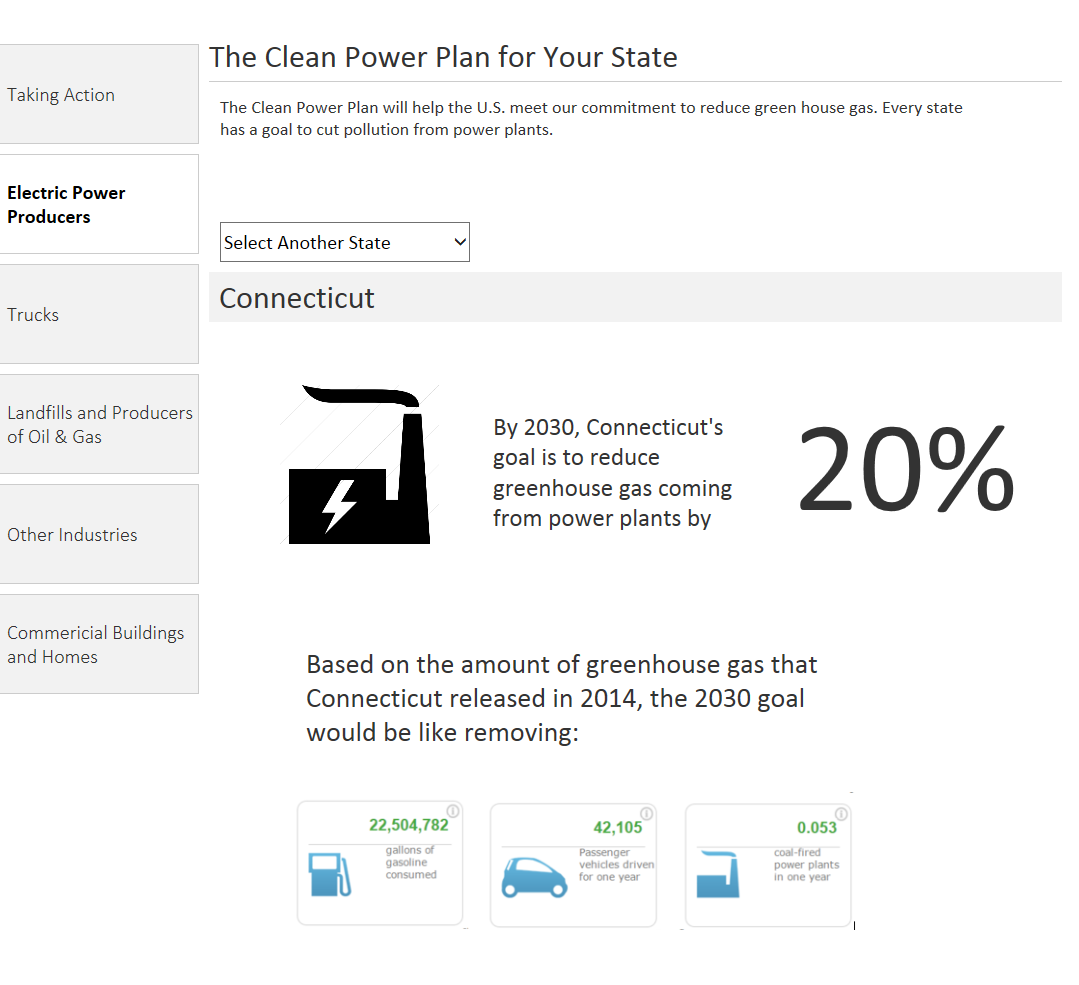 The Clean Power Plan for Your State
Taking Action
The Clean Power Plan will help the U.S. meet our commitment to reduce green house gas. Every state
has a goal to cut pollution from power plants.
Electric Power
Producers
Select Another State
Connecticut
Trucks
Landfills and Producers
of Oil & Gas
By 2030, Connecticut's
goal is to reduce
greenhouse gas coming
from power plants by
20%
Other Industries
Commericial Buildings
and Homes
Based on the amount of greenhouse gas that
Connecticut released in 2014, the 2030 goal
would be like removing:
22,504,782
gallons of
gasoline
consumed
42,105
Passenger
vehicles driven
for one year
0.053
coal-fired
power plants
in one year